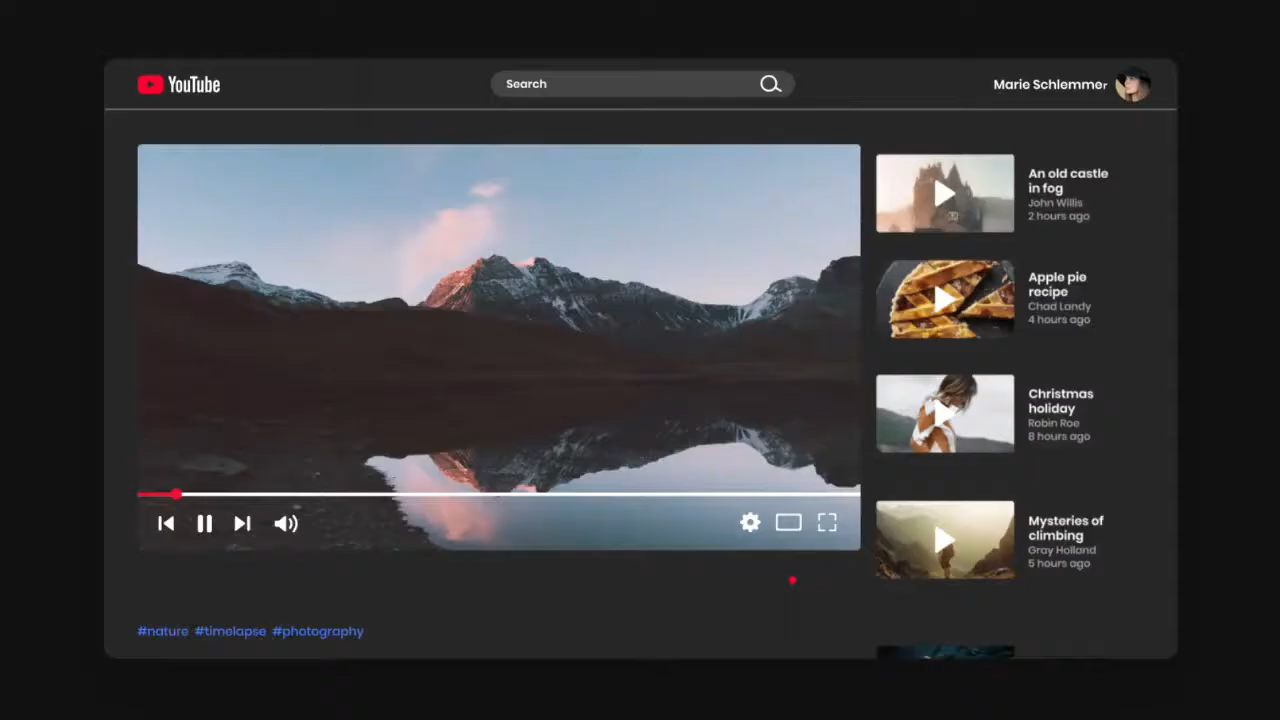 YouTube
Search
Marie Schlemmer
An old castle
in fog
John Willis
2 hours ago
Apple pie
recipe
Chad Landy
4 hours ago
Christmas
holiday
Robin Roe
8 hours ago
Mysteries of
climbing
Gray Holland
5 hours ago
#nature #timelapse #photography